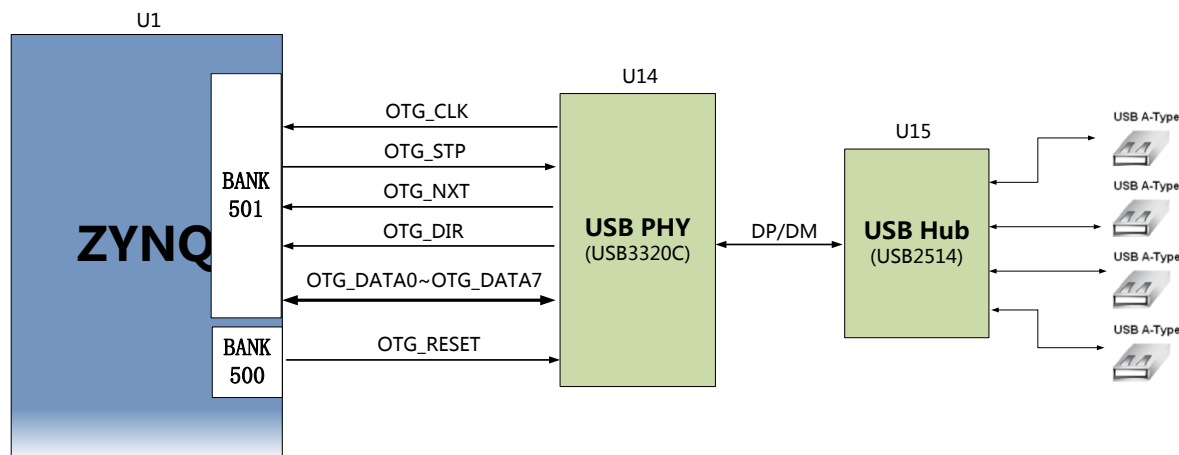 U1
U14
OTG_CLK
U15
USB A-Type
OTG_STP
BANK
501
OTG_NXT
USB A-Type
ZYNQ
USB PHY
(USB3320C)
OTG_DIR
DP/DM
USB Hub
(USB2514)
USB A-Type
OTG_DATA0~OTG_DATA7
USB A-Type
BANK
500
OTG_RESET